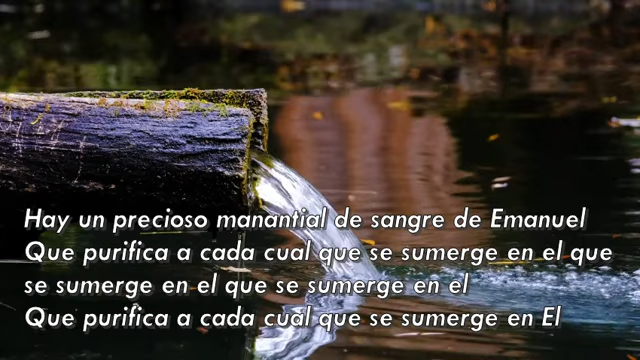 Hay un precioso manantial de sangre de Emanuel
Que purifica a cada cual que se sumerge en el que
se sumerge en el que se sumerge en el
Que purifica a cada cual que se sumerge en El